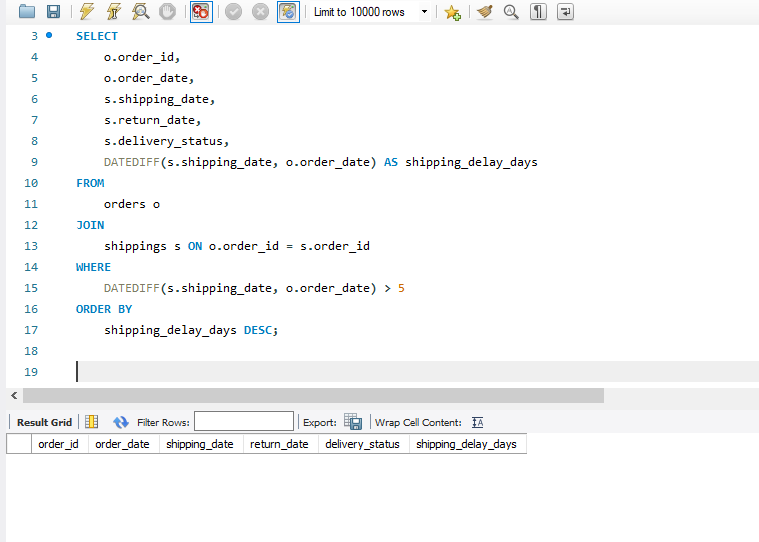 Limit to 10000 rows
3 SELECT
4 o.order_id,
5 o.order_date,
6 s.shipping_date,
7 s.return_date,
8 s.delivery_status,
9 DATEDIFF(s.shipping_date, o.order_date) AS shipping_delay_days
10 FROM
11 orders o
12 JOIN
13 shippings s ON o.order_id = s.order_id
14 WHERE
15 DATEDIFF(s.shipping_date, o.order_date) > 5
16 ORDER BY
17 shipping_delay_days DESC;
18
19
Result Grid Filter Rows: Export: Wrap Cell Content:
order_id order_date shipping_date return_date delivery_status shipping_delay_days